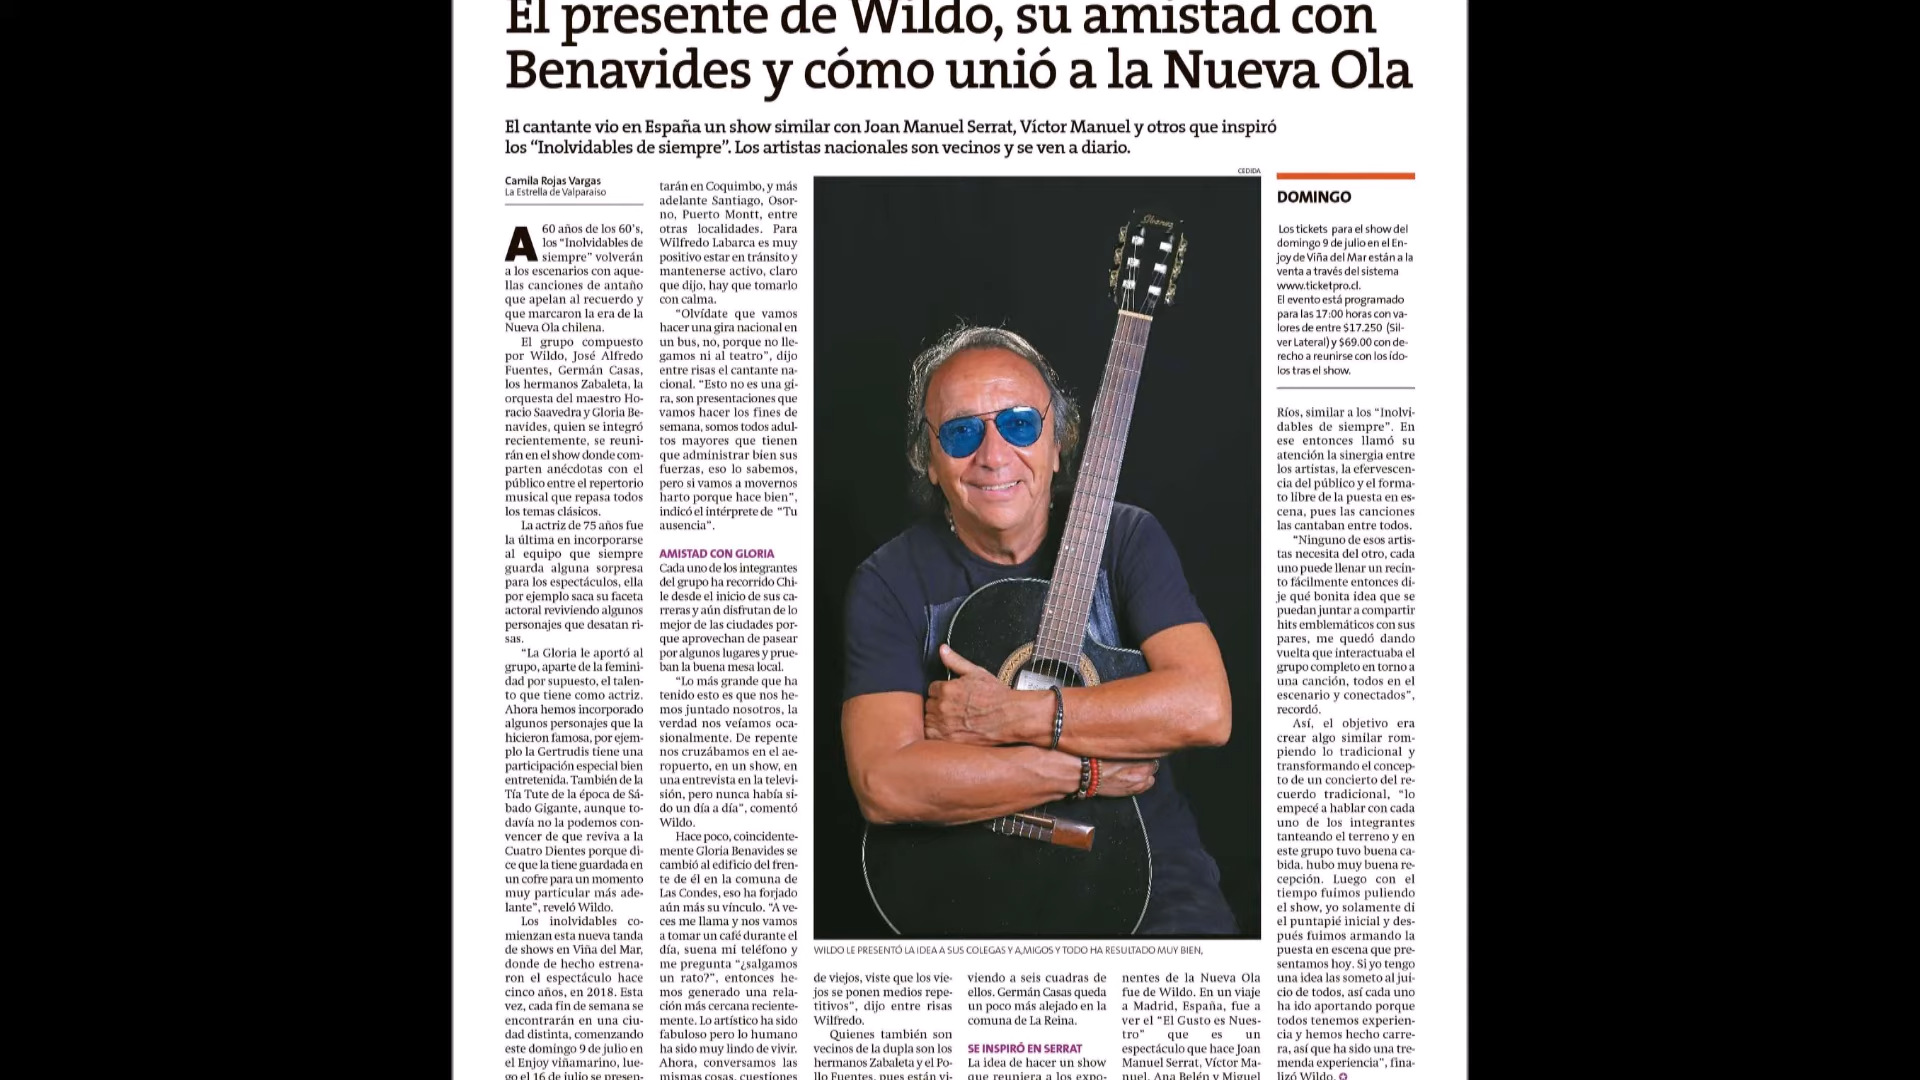 El presente de Wildo, su amistad con
Benavides y cómo unió a la Nueva Ola
El cantante vio en España un show similar con Joan Manuel Serrat, Víctor Manuel y otros que inspiró
los “Inolvidables de siempre”. Los artistas nacionales son vecinos y se ven a diario.
Camila Rojas Vargas
La Estrella de Valparaíso
A 60 años de los 60’s,
los “Inolvidables de
siempre” volverán
a los escenarios con aque-
llas canciones de antaño
que apelan al recuerdo y
que marcaron la era de la
Nueva Ola chilena.
El grupo compuesto
por Wildo, José Alfredo
Fuentes, Germán Casas,
los hermanos Zabaleta, la
orquesta del maestro Ho-
racio Saavedra y Gloria Be-
navides, quien se integró
recientemente, se reuni-
rán en el show donde com-
parten anécdotas con el
público entre el repertorio
musical que repasa todos
los temas clásicos.
La actriz de 75 años fue
la última en incorporarse
al equipo que siempre
guarda alguna sorpresa
para los espectáculos, ella
por ejemplo saca su faceta
actoral reviviendo algunos
personajes que desatan ri-
sas.
“La Gloria le aportó al
grupo, aparte de la femini-
dad por supuesto, el talen-
to que tiene como actriz.
Ahora hemos incorporado
algunos personajes que la
hicieron famosa, por ejem-
plo la Gertrudis tiene una
participación especial bien
entretenida. También de la
Tía Tute de la época de Sá-
bado Gigante, aunque to-
davía no la podemos con-
vencer de que reviva a la
Cuatro Dientes porque di-
ce que la tiene guardada en
un cofre para un momento
muy particular más ade-
lante”, reveló Wildo.
Los inolvidables co-
mienzan esta nueva tanda
de shows en Viña del Mar,
donde de hecho estrena-
ron el espectáculo hace
cinco años, en 2018. Esta
vez, cada fin de semana se
encontrarán en una ciu-
dad distinta, comenzando
este domingo 9 de julio en
el Enjoy viñamarino, lue-
go el 16 de julio se presen-
tarán en Coquimbo, y más
adelante Santiago, Osor-
no, Puerto Montt, entre
otras localidades. Para
Wilfredo Labarca es muy
positivo estar en tránsito y
mantenerse activo, claro
que dijo, hay que tomarlo
con calma.
“Olvídate que vamos
hacer una gira nacional en
un bus, no, porque no lle-
gamos ni al teatro”, dijo
entre risas el cantante na-
cional. “Esto no es una gi-
ra, son presentaciones que
vamos hacer los fines de
semana, somos todos adul-
tos mayores que tienen
que administrar bien sus
fuerzas, eso lo sabemos,
pero si vamos a movernos
harto porque hace bien”,
indicó el intérprete de “Tu
ausencia”.
AMISTAD CON GLORIA
Cada uno de los integrantes
del grupo ha recorrido Chi-
le desde el inicio de sus ca-
rreras y aún disfrutan de lo
mejor de las ciudades por-
que aprovechan de pasear
por algunos lugares y prue-
ban la buena mesa local.
“Lo más grande que ha
tenido esto es que nos he-
mos juntado nosotros, la
verdad nos veíamos oca-
sionalmente. De repente
nos cruzábamos en el ae-
ropuerto, en un show, en
una entrevista en la televi-
sión, pero nunca había si-
do un día a día”, comentó
Wildo.
Hace poco, coincidente-
mente Gloria Benavides se
cambió al edificio del fren-
te de él en la comuna de
Las Condes, eso ha forjado
aún más su vínculo. “A ve-
ces me llama y nos vamos
a tomar un café durante el
día, suena mi teléfono y
me pregunta “¿salgamos
un rato?”, entonces he-
mos generado una rela-
ción más cercana reciente-
mente. Lo artístico ha sido
fabuloso pero lo humano
ha sido muy lindo de vivir.
Ahora, conversamos las
mismas cosas, cuestiones
CEDIDA
Ibanez
WILDO LE PRESENTÓ LA IDEA A SUS COLEGAS Y A,MIGOS Y TODO HA RESULTADO MUY BIEN,
de viejos, viste que los vie-
jos se ponen medios repe-
titivos”, dijo entre risas
Wilfredo.
Quienes también son
vecinos de la dupla son los
hermanos Zabaleta y el Po-
llo Fuentes, pues están vi-
viendo a seis cuadras de
ellos. Germán Casas queda
un poco más alejado en la
comuna de La Reina.
SE INSPIRÓ EN SERRAT
La idea de hacer un show
que reuniera a los expo-
nentes de la Nueva Ola
fue de Wildo. En un viaje
a Madrid, España, fue a
ver el “El Gusto es Nues-
tro” que es un
espectáculo que hace Joan
Manuel Serrat, Víctor Ma-
nuel, Ana Belén y Miguel
DOMINGO
Los tickets para el show del
domingo 9 de julio en el En-
joy de Viña del Mar están a la
venta a través del sistema
www.ticketpro.cl.
El evento está programado
para las 17:00 horas con va-
lores de entre $17.250 (Sil-
ver Lateral) y $69.00 con de-
recho a reunirse con los ído-
los tras el show.
Ríos, similar a los “Inolvi-
dables de siempre”. En
ese entonces llamó su
atención la sinergia entre
los artistas, la efervescen-
cia del público y el forma-
to libre de la puesta en es-
cena, pues las canciones
las cantaban entre todos.
“Ninguno de esos artis-
tas necesita del otro, cada
uno puede llenar un recin-
to fácilmente entonces di-
je qué bonita idea que se
puedan juntar a compartir
hits emblemáticos con sus
pares, me quedó dando
vuelta que interactuaba el
grupo completo en torno a
una canción, todos en el
escenario y conectados”,
recordó.
Así, el objetivo era
crear algo similar rom-
piendo lo tradicional y
transformando el concep-
to de un concierto del re-
cuerdo tradicional, “lo
empecé a hablar con cada
uno de los integrantes
tanteando el terreno y en
este grupo tuvo buena ca-
bida. hubo muy buena re-
cepción. Luego con el
tiempo fuimos puliendo
el show, yo solamente di
el puntapié inicial y des-
pués fuimos armando la
puesta en escena que pre-
sentamos hoy. Si yo tengo
una idea las someto al jui-
cio de todos, así cada uno
ha ido aportando porque
todos tenemos experien-
cia y hemos hecho carre-
ra, así que ha sido una tre-
menda experiencia”, fina-
lizó Wildo.